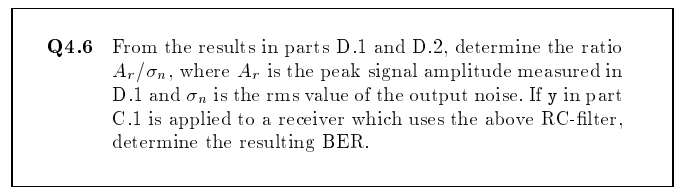 Q4.6 From the results in parts D.1 and D.2, determine the ratio
A_r/σ_n, where A_r is the peak signal amplitude measured in
D.1 and σ_n is the rms value of the output noise. If y in part
C.1 is applied to a receiver which uses the above RC-filter,
determine the resulting BER.